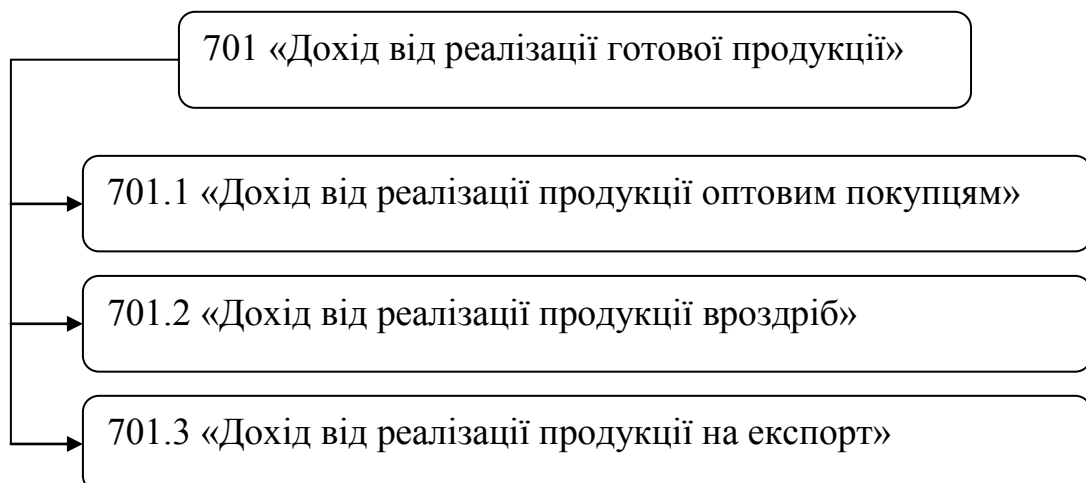 701 «Дохід від реалізації готової продукції»
701.1 «Дохід від реалізації продукції оптовим покупцям»
701.2 «Дохід від реалізації продукції вроздріб»
701.3 «Дохід від реалізації продукції на експорт»